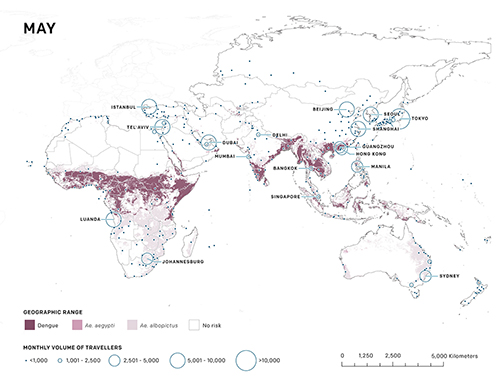 MAY
ISTANBUL
BEIJING
SEOUL
TOKYO
TEL AVIV
SHANGHAI
DELHI
DUBAI
GUANGZHOU
HONG KONG
MUMBAI
BANGKOK
MANILA
SINGAPORE
LUANDA
JOHANNESBURG
SYDNEY
GEOGRAPHIC RANGE
Dengue Ae. aegypti Ae. albopictus No risk
MONTHLY VOLUME OF TRAVELLERS
<1,000 1,001 - 2,500 2,501 - 5,000 5,001 - 10,000 >10,000
0 1,250 2,500 5,000 Kilometers